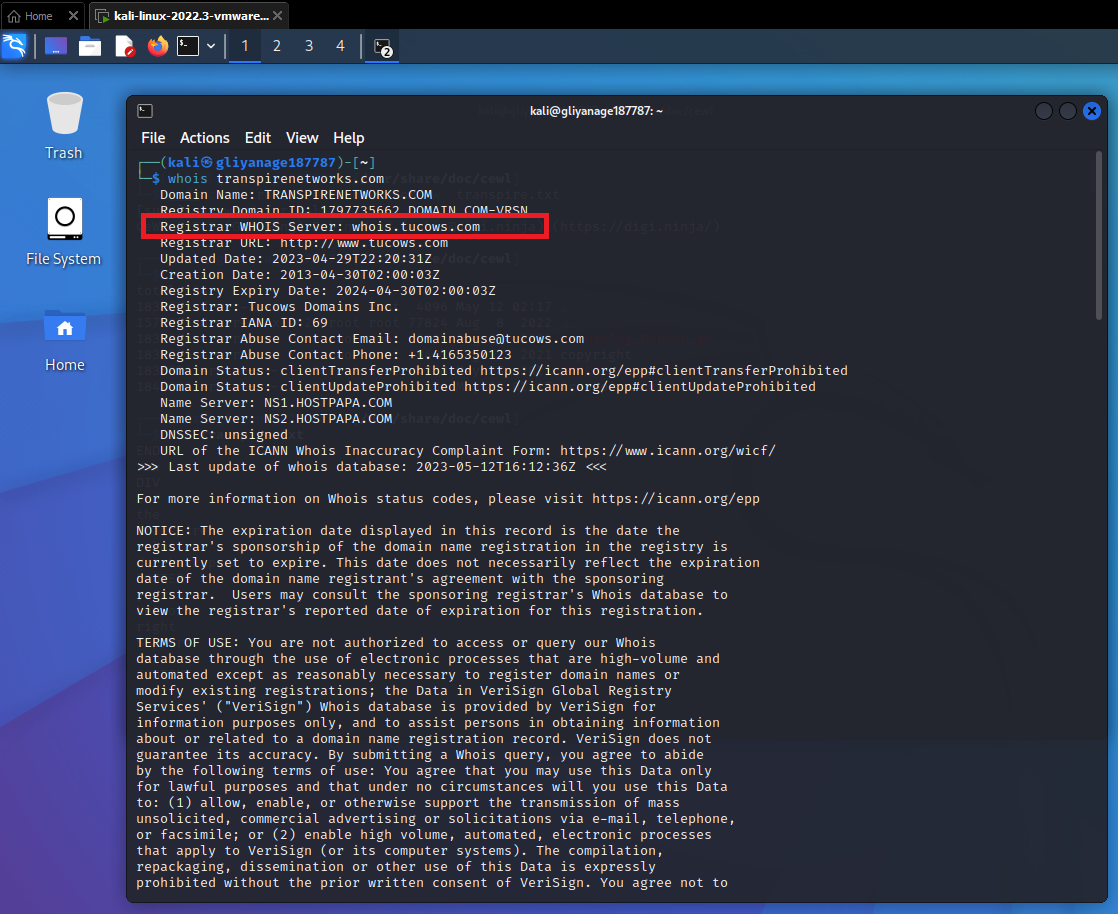 Home
kali-linux-2022.3-vmware...
1 2 3 4 2
Trash
File System
Home
kali@gliyanage187787: ~
File Actions Edit View Help
┌──(kali㉿gliyanage187787)-[~]
└─$ whois transpirenetworks.com
Domain Name: TRANSPIRENETWORKS.COM
Registry Domain ID: 1797735662_DOMAIN_COM-VRSN
Registrar WHOIS Server: whois.tucows.com
Registrar URL: http://www.tucows.com
Updated Date: 2023-04-29T22:20:31Z
Creation Date: 2013-04-30T02:00:03Z
Registry Expiry Date: 2024-04-30T02:00:03Z
Registrar: Tucows Domains Inc.
Registrar IANA ID: 69
Registrar Abuse Contact Email: domainabuse@tucows.com
Registrar Abuse Contact Phone: +1.4165350123
Domain Status: clientTransferProhibited https://icann.org/epp#clientTransferProhibited
Domain Status: clientUpdateProhibited https://icann.org/epp#clientUpdateProhibited
Name Server: NS1.HOSTPAPA.COM
Name Server: NS2.HOSTPAPA.COM
DNSSEC: unsigned
URL of the ICANN Whois Inaccuracy Complaint Form: https://www.icann.org/wicf/
>>> Last update of whois database: 2023-05-12T16:12:36Z <<<
For more information on Whois status codes, please visit https://icann.org/epp
NOTICE: The expiration date displayed in this record is the date the
registrar's sponsorship of the domain name registration in the registry is
currently set to expire. This date does not necessarily reflect the expiration
date of the domain name registrant's agreement with the sponsoring
registrar.  Users may consult the sponsoring registrar's Whois database to
view the registrar's reported date of expiration for this registration.
TERMS OF USE: You are not authorized to access or query our Whois
database through the use of electronic processes that are high-volume and
automated except as reasonably necessary to register domain names or
modify existing registrations; the Data in VeriSign Global Registry
Services' ("VeriSign") Whois database is provided by VeriSign for
information purposes only, and to assist persons in obtaining information
about or related to a domain name registration record. VeriSign does not
guarantee its accuracy. By submitting a Whois query, you agree to abide
by the following terms of use: You agree that you may use this Data only
for lawful purposes and that under no circumstances will you use this Data
to: (1) allow, enable, or otherwise support the transmission of mass
unsolicited, commercial advertising or solicitations via e-mail, telephone,
or facsimile; or (2) enable high volume, automated, electronic processes
that apply to VeriSign (or its computer systems). The compilation,
repackaging, dissemination or other use of this Data is expressly
prohibited without the prior written consent of VeriSign. You agree not to